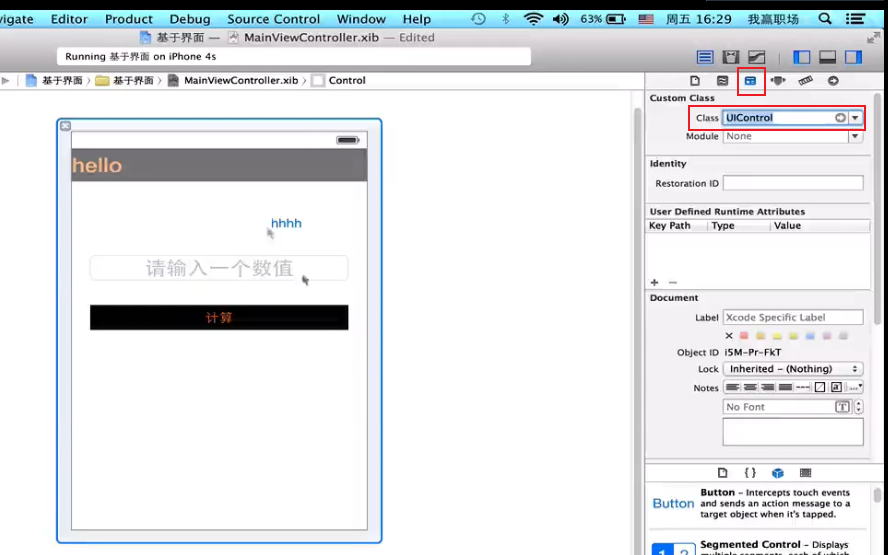 vigate Editor Product Debug Source Control Window Help 63% 周五 16:29 我赢职场
基于界面 — MainViewController.xib — Edited
Running 基于界面 on iPhone 4s
基于界面 基于界面 MainViewController.xib Control
Custom Class
Class UIControl
Module None
Identity
Restoration ID
User Defined Runtime Attributes
Key Path Type Value
+ −
Document
Label Xcode Specific Label
Object ID i5M-Pr-FkT
Lock Inherited - (Nothing)
Notes
No Font
hello
hhhh
请输入一个数值
计算
Button
Button - Intercepts touch events
and sends an action message to a
target object when it's tapped.
1 2
Segmented Control - Displays
multiple segments, each of which